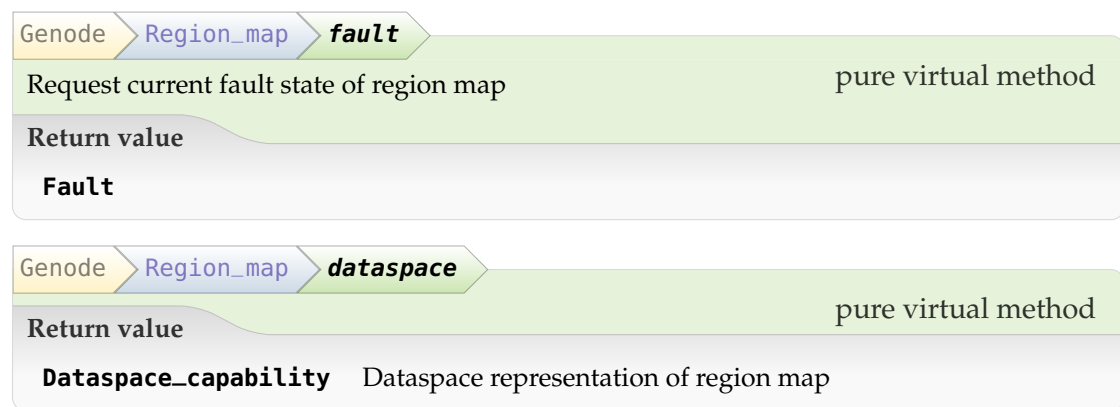 Genode Region_map fault
Request current fault state of region map pure virtual method
Return value
Fault
Genode Region_map dataspace
pure virtual method
Return value
Dataspace_capability Dataspace representation of region map